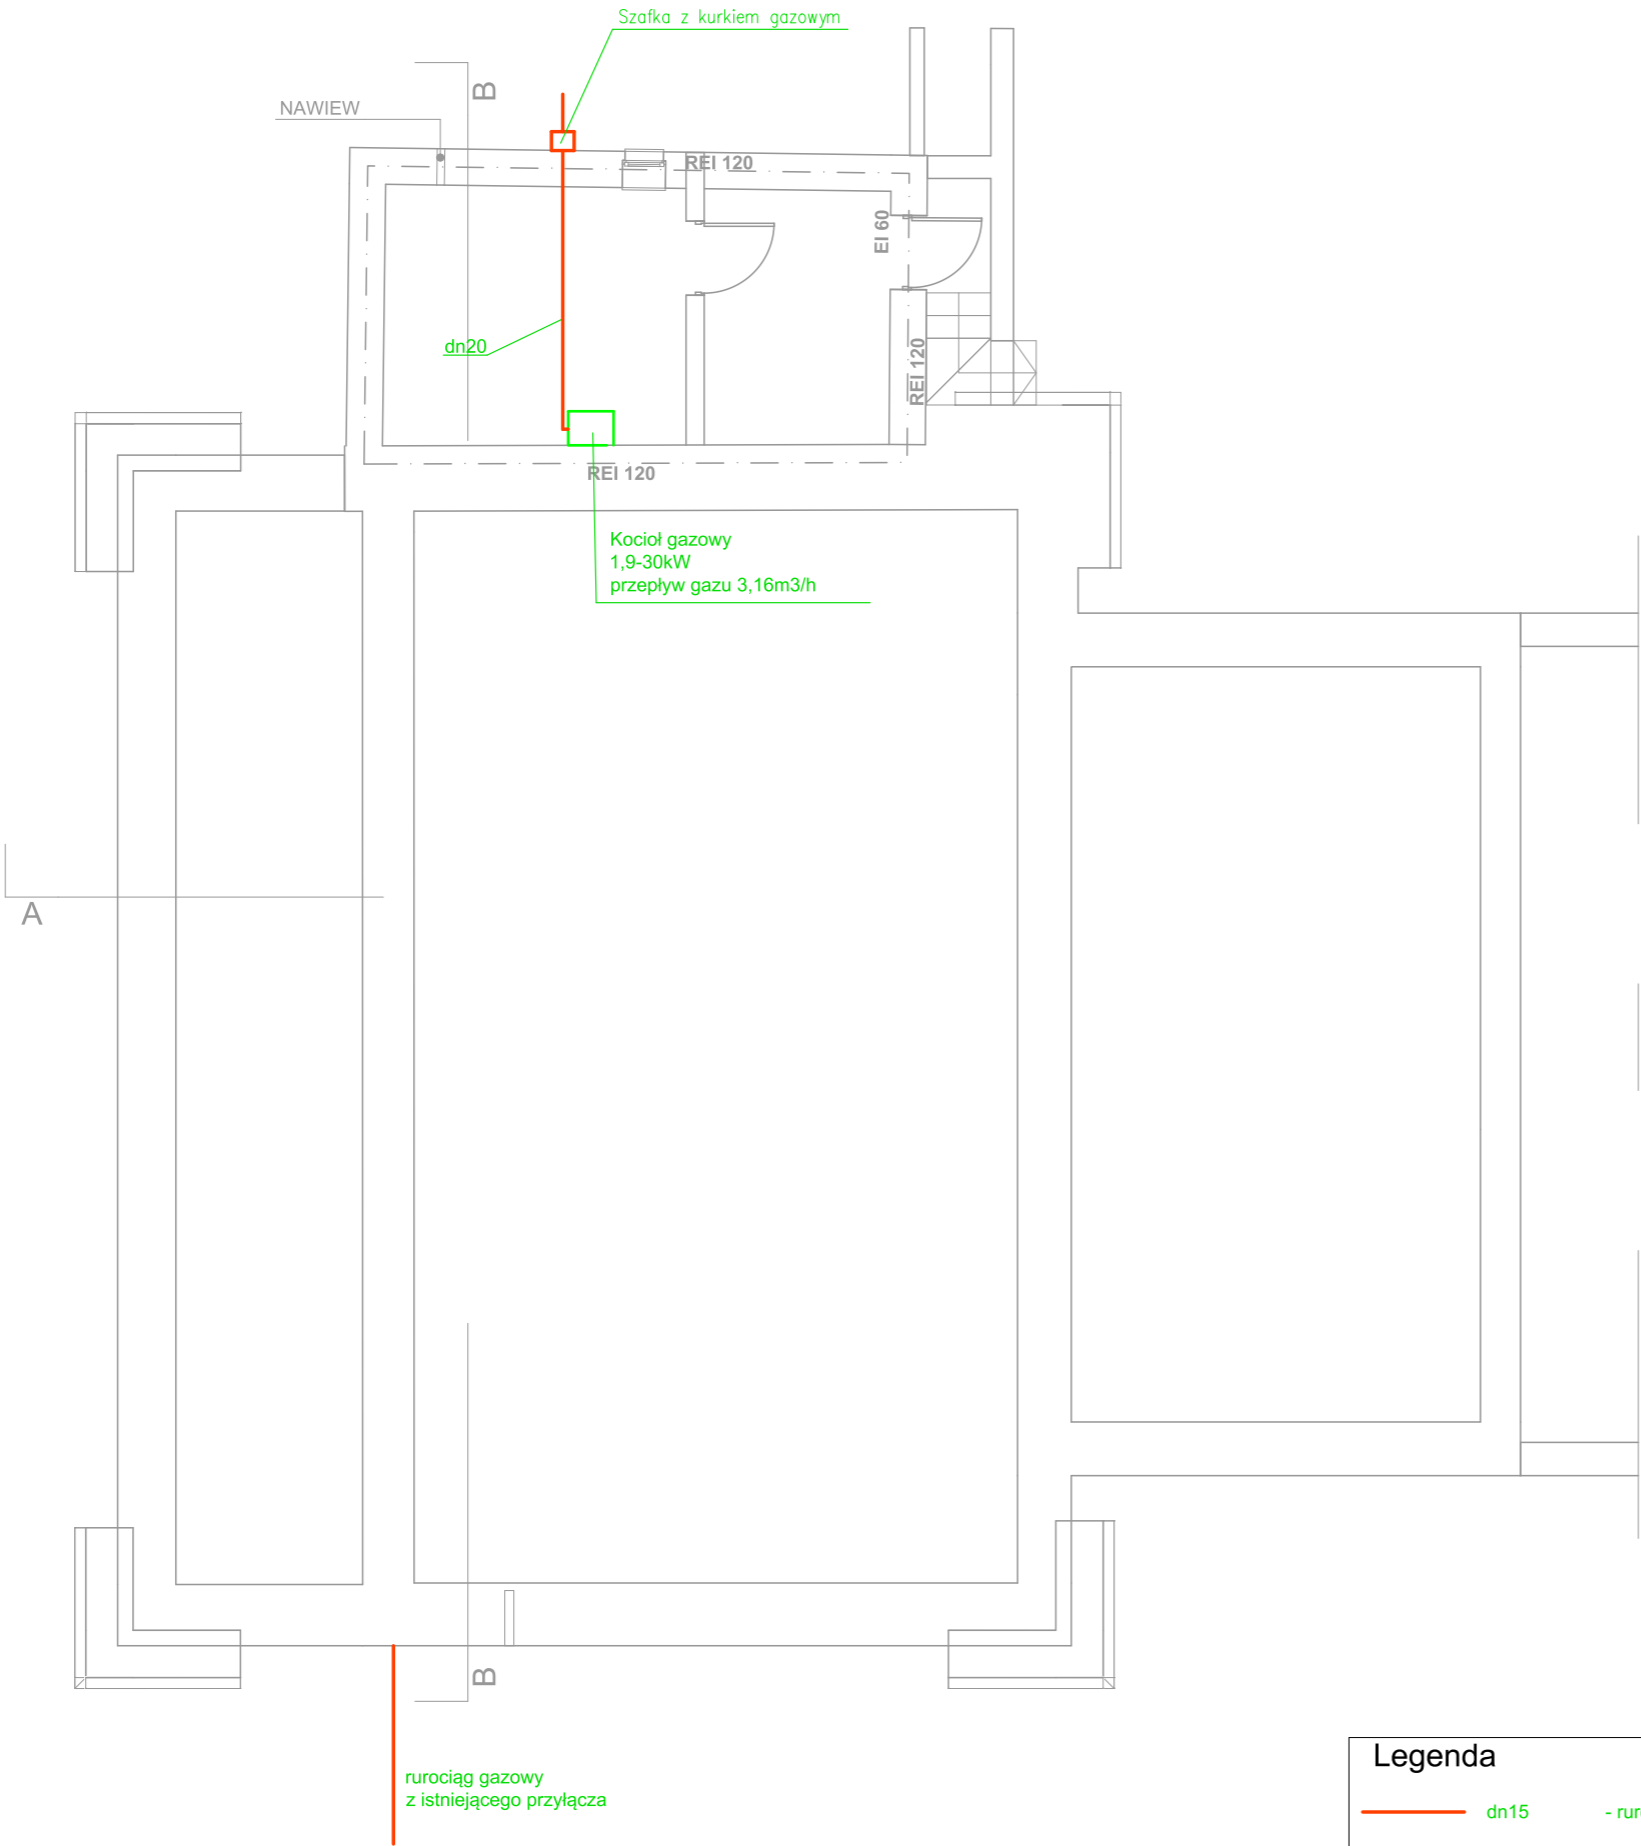 Szafka z kurkiem gazowym
B
NAWIEW
REI 120
EI 60
dn20
REI 120
REI 120
Kocioł gazowy
1,9-30kW
przepływ gazu 3,16m3/h
A
B
rurociąg gazowy
z istniejącego przyłącza
Legenda
dn15 - rur